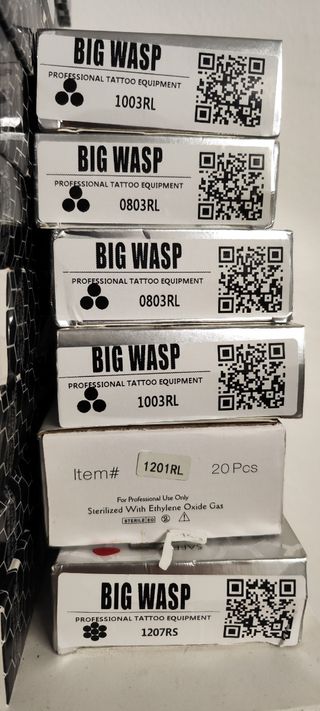 BIG WASP
PROFESSIONAL TATTOO EQUIPMENT
1003RL
BIG WASP
PROFESSIONAL TATTOO EQUIPMENT
0803RL
BIG WASP
PROFESSIONAL TATTOO EQUIPMENT
0803RL
BIG WASP
PROFESSIONAL TATTOO EQUIPMENT
1003RL
Item# 1201RL 20 Pcs
For Professional Use Only
Sterilized With Ethylene Oxide Gas
STERILE EO
BIG WASP
PROFESSIONAL TATTOO EQUIPMENT
1207RS